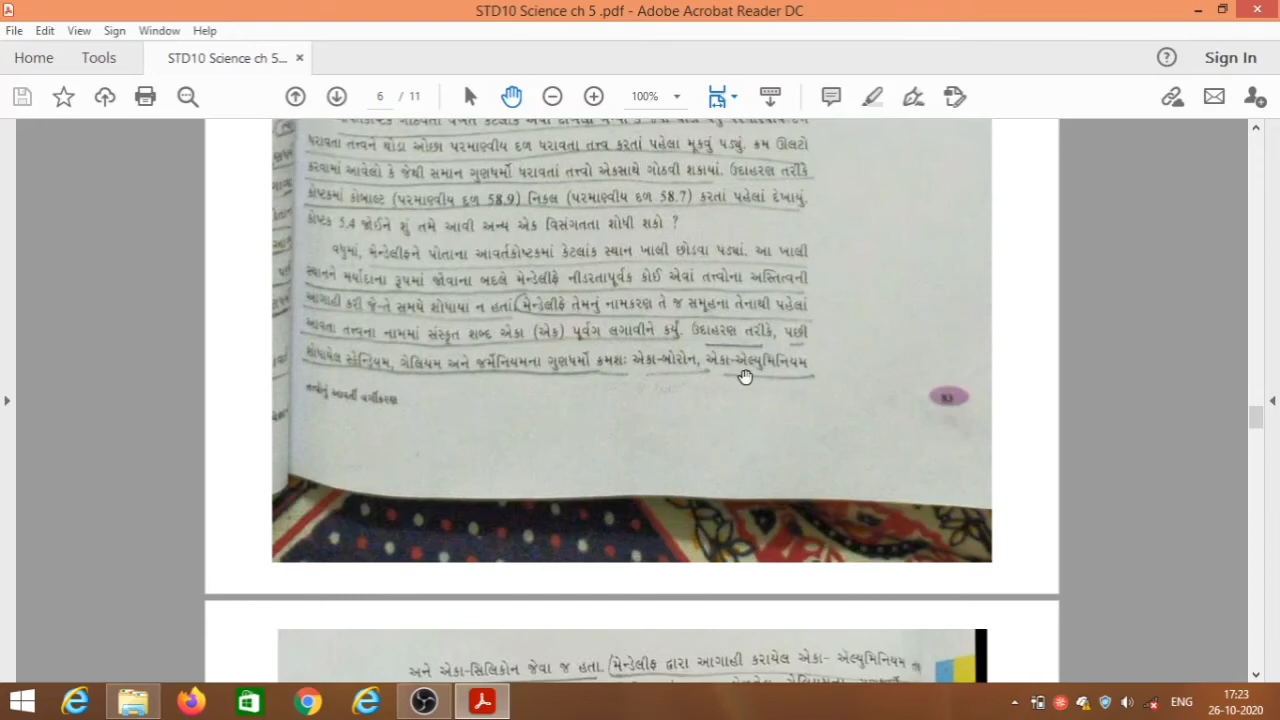 STD10 Science ch 5 .pdf - Adobe Acrobat Reader DC
File Edit View Sign Window Help
Home Tools STD10 Science ch 5... × Sign In
6 / 11 100%
ધરાવતા તત્ત્વને થોડા ઓછા પરમાણ્વીય દળ ધરાવતા તત્ત્વ કરતાં પહેલા મૂકવું પડ્યું. ક્રમ ઊલટો
કરવામાં આવેલો કે જેથી સમાન ગુણધર્મો ધરાવતાં તત્ત્વો એકસાથે ગોઠવી શકાયાં. ઉદાહરણ તરીકે
કોષ્ટકમાં કોબાલ્ટ (પરમાણ્વીય દળ 58.9) નિકલ (પરમાણ્વીય દળ 58.7) કરતાં પહેલાં દેખાયું.
કોષ્ટક 5.4 જોઈને શું તમે આવી અન્ય એક વિસંગતતા શોધી શકો ?
વધુમાં, મેન્ડેલીફને પોતાના આવર્તકોષ્ટકમાં કેટલાંક સ્થાન ખાલી છોડવા પડ્યાં. આ ખાલી
સ્થાનને મર્યાદાના રૂપમાં જોવાના બદલે મેન્ડેલીફે નીડરતાપૂર્વક કોઈ એવાં તત્ત્વોના અસ્તિત્વની
આગાહી કરી જે-તે સમયે શોધાયા ન હતાં. મેન્ડેલીફે તેમનું નામકરણ તે જ સમૂહના તેનાથી પહેલાં
આવતા તત્ત્વના નામમાં સંસ્કૃત શબ્દ એકા (એક) પૂર્વગ લગાવીને કર્યું. ઉદાહરણ તરીકે, પછી
શોધાયેલ સ્કેન્ડિયમ, ગેલિયમ અને જર્મેનિયમના ગુણધર્મો ક્રમશઃ એકા-બોરોન, એકા-એલ્યુમિનિયમ
તત્ત્વોનું આવર્તી વર્ગીકરણ 83
અને એકા-સિલિકોન જેવા જ હતા. (મેન્ડેલીફ દ્વારા આગાહી કરાયેલ એકા- એલ્યુમિનિયમ
ENG 17:23
26-10-2020